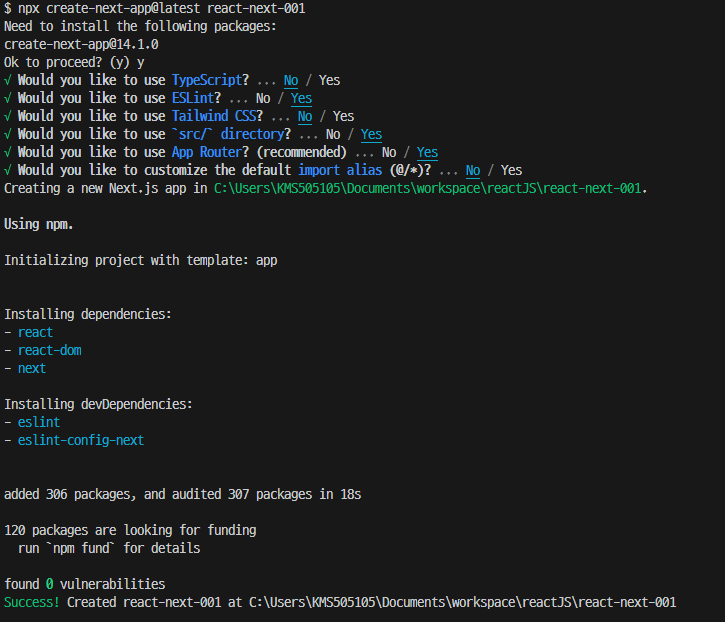 $ npx create-next-app@latest react-next-001
Need to install the following packages:
create-next-app@14.1.0
Ok to proceed? (y) y
√ Would you like to use TypeScript? ... No / Yes
√ Would you like to use ESLint? ... No / Yes
√ Would you like to use Tailwind CSS? ... No / Yes
√ Would you like to use `src/` directory? ... No / Yes
√ Would you like to use App Router? (recommended) ... No / Yes
√ Would you like to customize the default import alias (@/*)? ... No / Yes
Creating a new Next.js app in C:\Users\KMS505105\Documents\workspace\reactJS\react-next-001.
Using npm.
Initializing project with template: app
Installing dependencies:
- react
- react-dom
- next
Installing devDependencies:
- eslint
- eslint-config-next
added 306 packages, and audited 307 packages in 18s
120 packages are looking for funding
run `npm fund` for details
found 0 vulnerabilities
Success! Created react-next-001 at C:\Users\KMS505105\Documents\workspace\reactJS\react-next-001